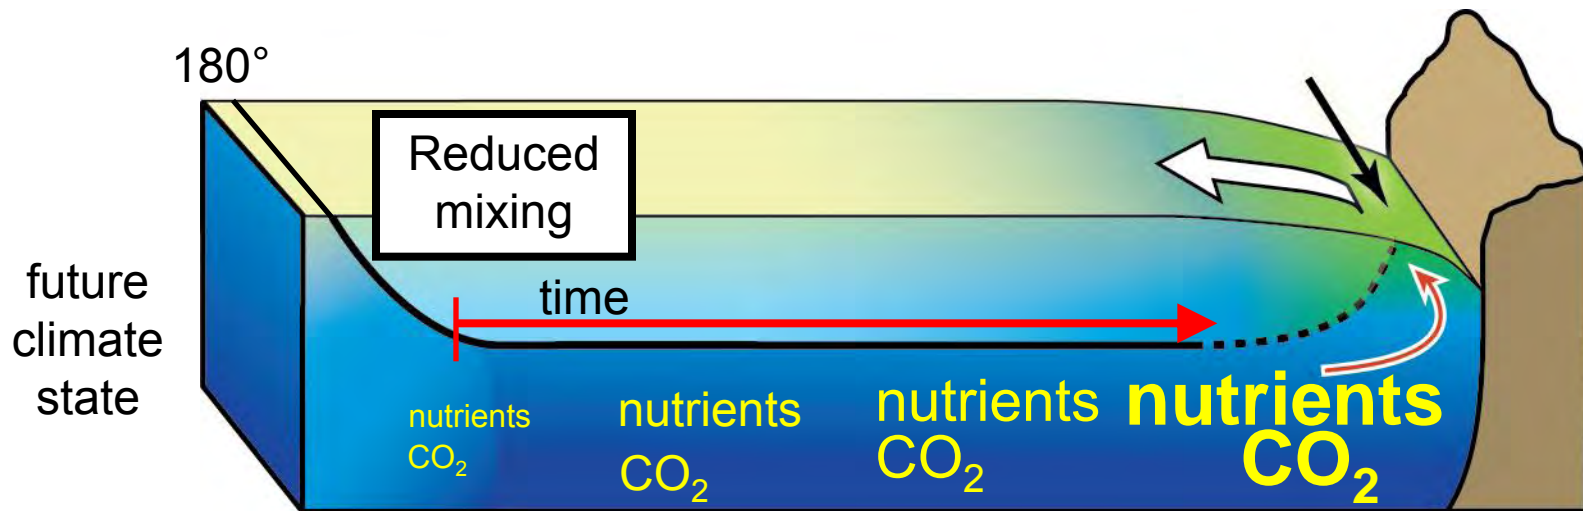 180°
Reduced
mixing
future
climate
state
time
nutrients
CO₂
nutrients
CO₂
nutrients
CO₂
nutrients
CO₂